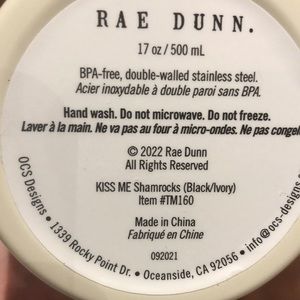 RAE DUNN.
17 oz / 500 mL
BPA-free, double-walled stainless steel.
Acier inoxydable à double paroi sans BPA.
Hand wash. Do not microwave. Do not freeze.
Laver à la main. Ne va pas au four à micro-ondes. Ne pas congel
© 2022 Rae Dunn
All Rights Reserved
KISS ME Shamrocks (Black/Ivory)
Item #TM160
Made in China
Fabriqué en Chine
092021
OCS Designs • 1339 Rocky Point Dr. • Oceanside, CA 92056 • info@ocs-designs.